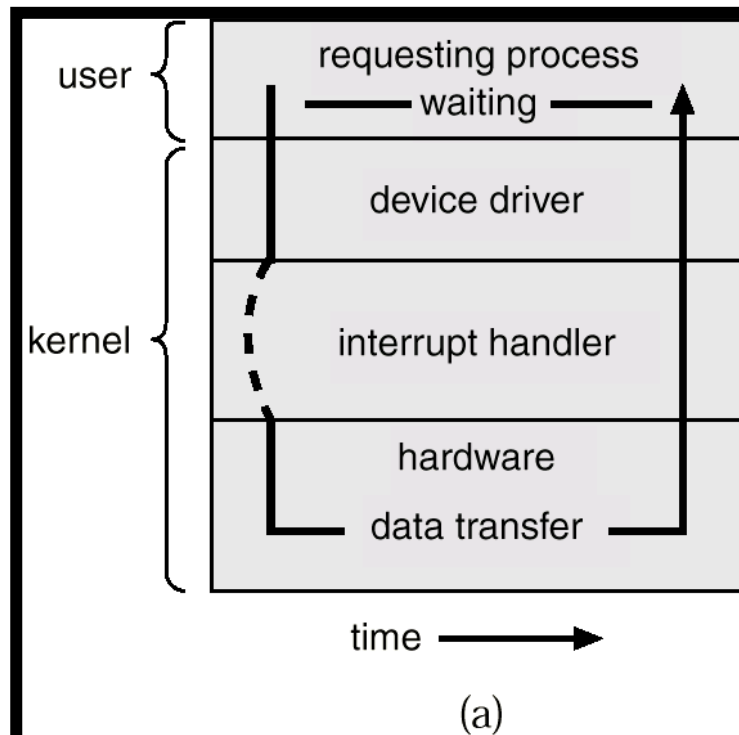 user
requesting process
waiting
device driver
kernel
interrupt handler
hardware
data transfer
time
(a)